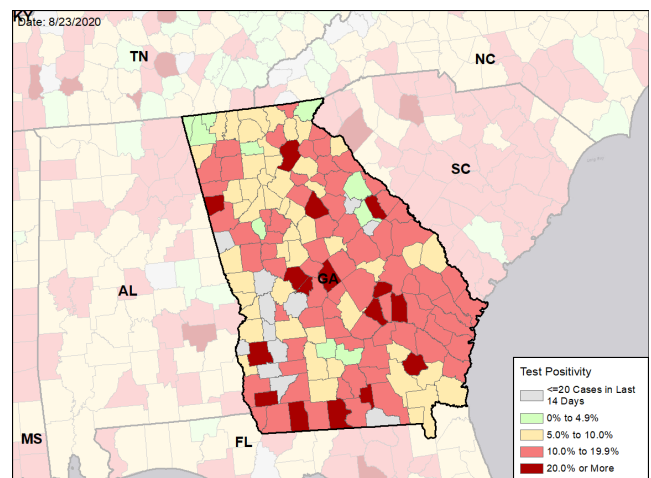 KY
Date: 8/23/2020
TN
NC
SC
GA
AL
MS
FL
Test Positivity
<=20 Cases in Last
14 Days
0% to 4.9%
5.0% to 10.0%
10.0% to 19.9%
20.0% or More